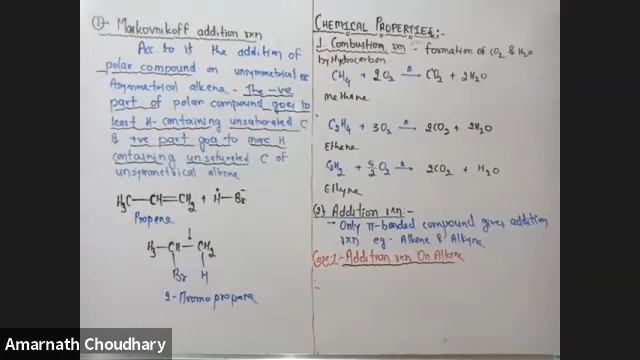 ① Markovnikoff addition rxn
Acc to it the addition of
polar compound on unsymmetrical or
Asymmetrical alkene - The -ve
part of polar compound goes to
least H- containing unsaturated C
& +ve part goes to more H
containing unsaturated C of
unsymmetrical alkene
H₃C—CH=CH₂ + H⁺—Br⁻
Propene
↓
H₃C—CH—CH₂
Br H
2-Bromopropane
CHEMICAL PROPERTIES:-
1. Combustion rxn - formation of CO₂ & H₂O
by Hydrocarbon
CH₄ + 2O₂ —Δ→ CO₂ + 2H₂O
methane
C₂H₄ + 3O₂ —Δ→ 2CO₂ + 2H₂O
Ethene
C₂H₂ + 5/2 O₂ —Δ→ 2CO₂ + H₂O
Ethyne
(2) Addition rxn:-
→ Only π-bonded compound gives addition
rxn eg- Alkene & Alkyne
Case 1- Addition rxn On Alkene
Amarnath Choudhary